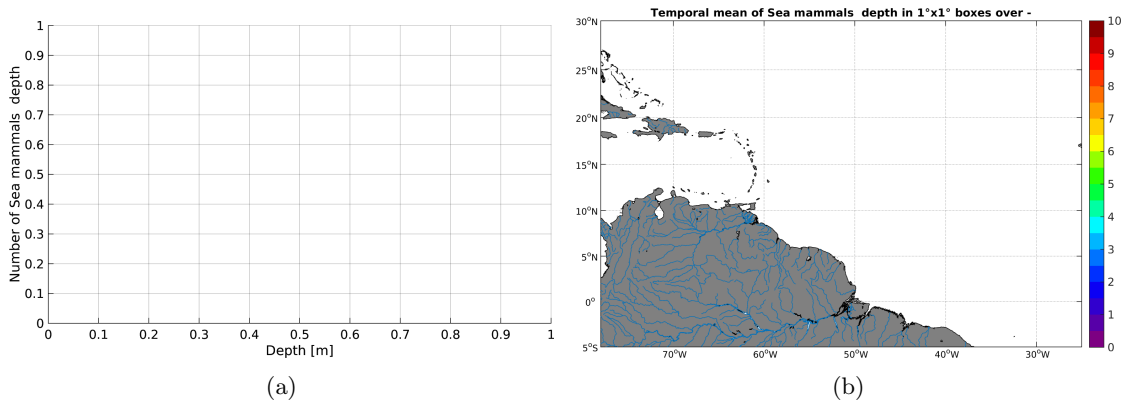 1
0.9
0.8
0.7
0.6
0.5
0.4
0.3
0.2
0.1
0
Number of Sea mammals  depth
0 0.1 0.2 0.3 0.4 0.5 0.6 0.7 0.8 0.9 1
Depth [m]
(a)
Temporal mean of Sea mammals  depth in 1°x1° boxes over -
30°N
25°N
20°N
15°N
10°N
5°N
0°
5°S
70°W 60°W 50°W 40°W 30°W
10
9
8
7
6
5
4
3
2
1
0
(b)